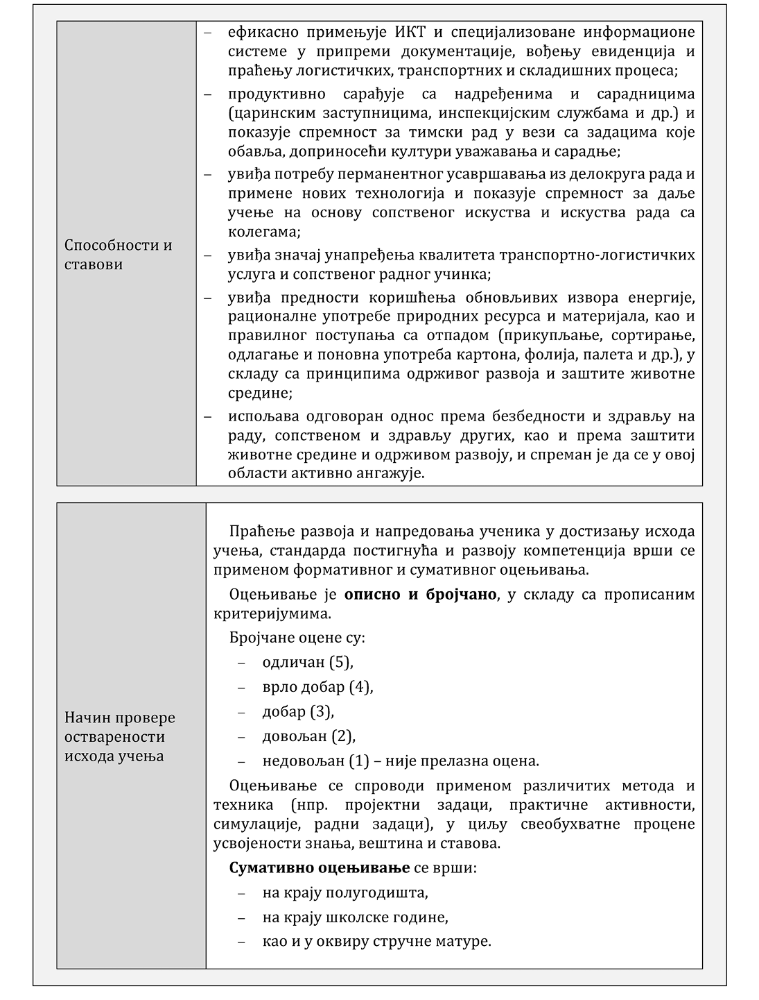 Способности и
ставови
– ефикасно примењује ИКТ и специјализоване информационе
системе у припреми документације, вођењу евиденција и
праћењу логистичких, транспортних и складишних процеса;
– продуктивно сарађује са надређенима и сарадницима
(царинским заступницима, инспекцијским службама и др.) и
показује спремност за тимски рад у вези са задацима које
обавља, доприносећи култури уважавања и сарадње;
– увиђа потребу перманентног усавршавања из делокруга рада и
примене нових технологија и показује спремност за даље
учење на основу сопственог искуства и искуства рада са
колегама;
– увиђа значај унапређења квалитета транспортно-логистичких
услуга и сопственог радног учинка;
– увиђа предности коришћења обновљивих извора енергије,
рационалне употребе природних ресурса и материјала, као и
правилног поступања са отпадом (прикупљање, сортирање,
одлагање и поновна употреба картона, фолија, палета и др.), у
складу са принципима одрживог развоја и заштите животне
средине;
– испољава одговоран однос према безбедности и здрављу на
раду, сопственом и здрављу других, као и према заштити
животне средине и одрживом развоју, и спреман је да се у овој
области активно ангажује.
Начин провере
остварености
исхода учења
Праћење развоја и напредовања ученика у достизању исхода
учења, стандарда постигнућа и развоју компетенција врши се
применом формативног и сумативног оцењивања.
Оцењивање је описно и бројчано, у складу са прописаним
критеријумима.
Бројчане оцене су:
– одличан (5),
– врло добар (4),
– добар (3),
– довољан (2),
– недовољан (1) – није прелазна оцена.
Оцењивање се спроводи применом различитих метода и
техника (нпр. пројектни задаци, практичне активности,
симулације, радни задаци), у циљу свеобухватне процене
усвојености знања, вештина и ставова.
Сумативно оцењивање се врши:
– на крају полугодишта,
– на крају школске године,
– као и у оквиру стручне матуре.